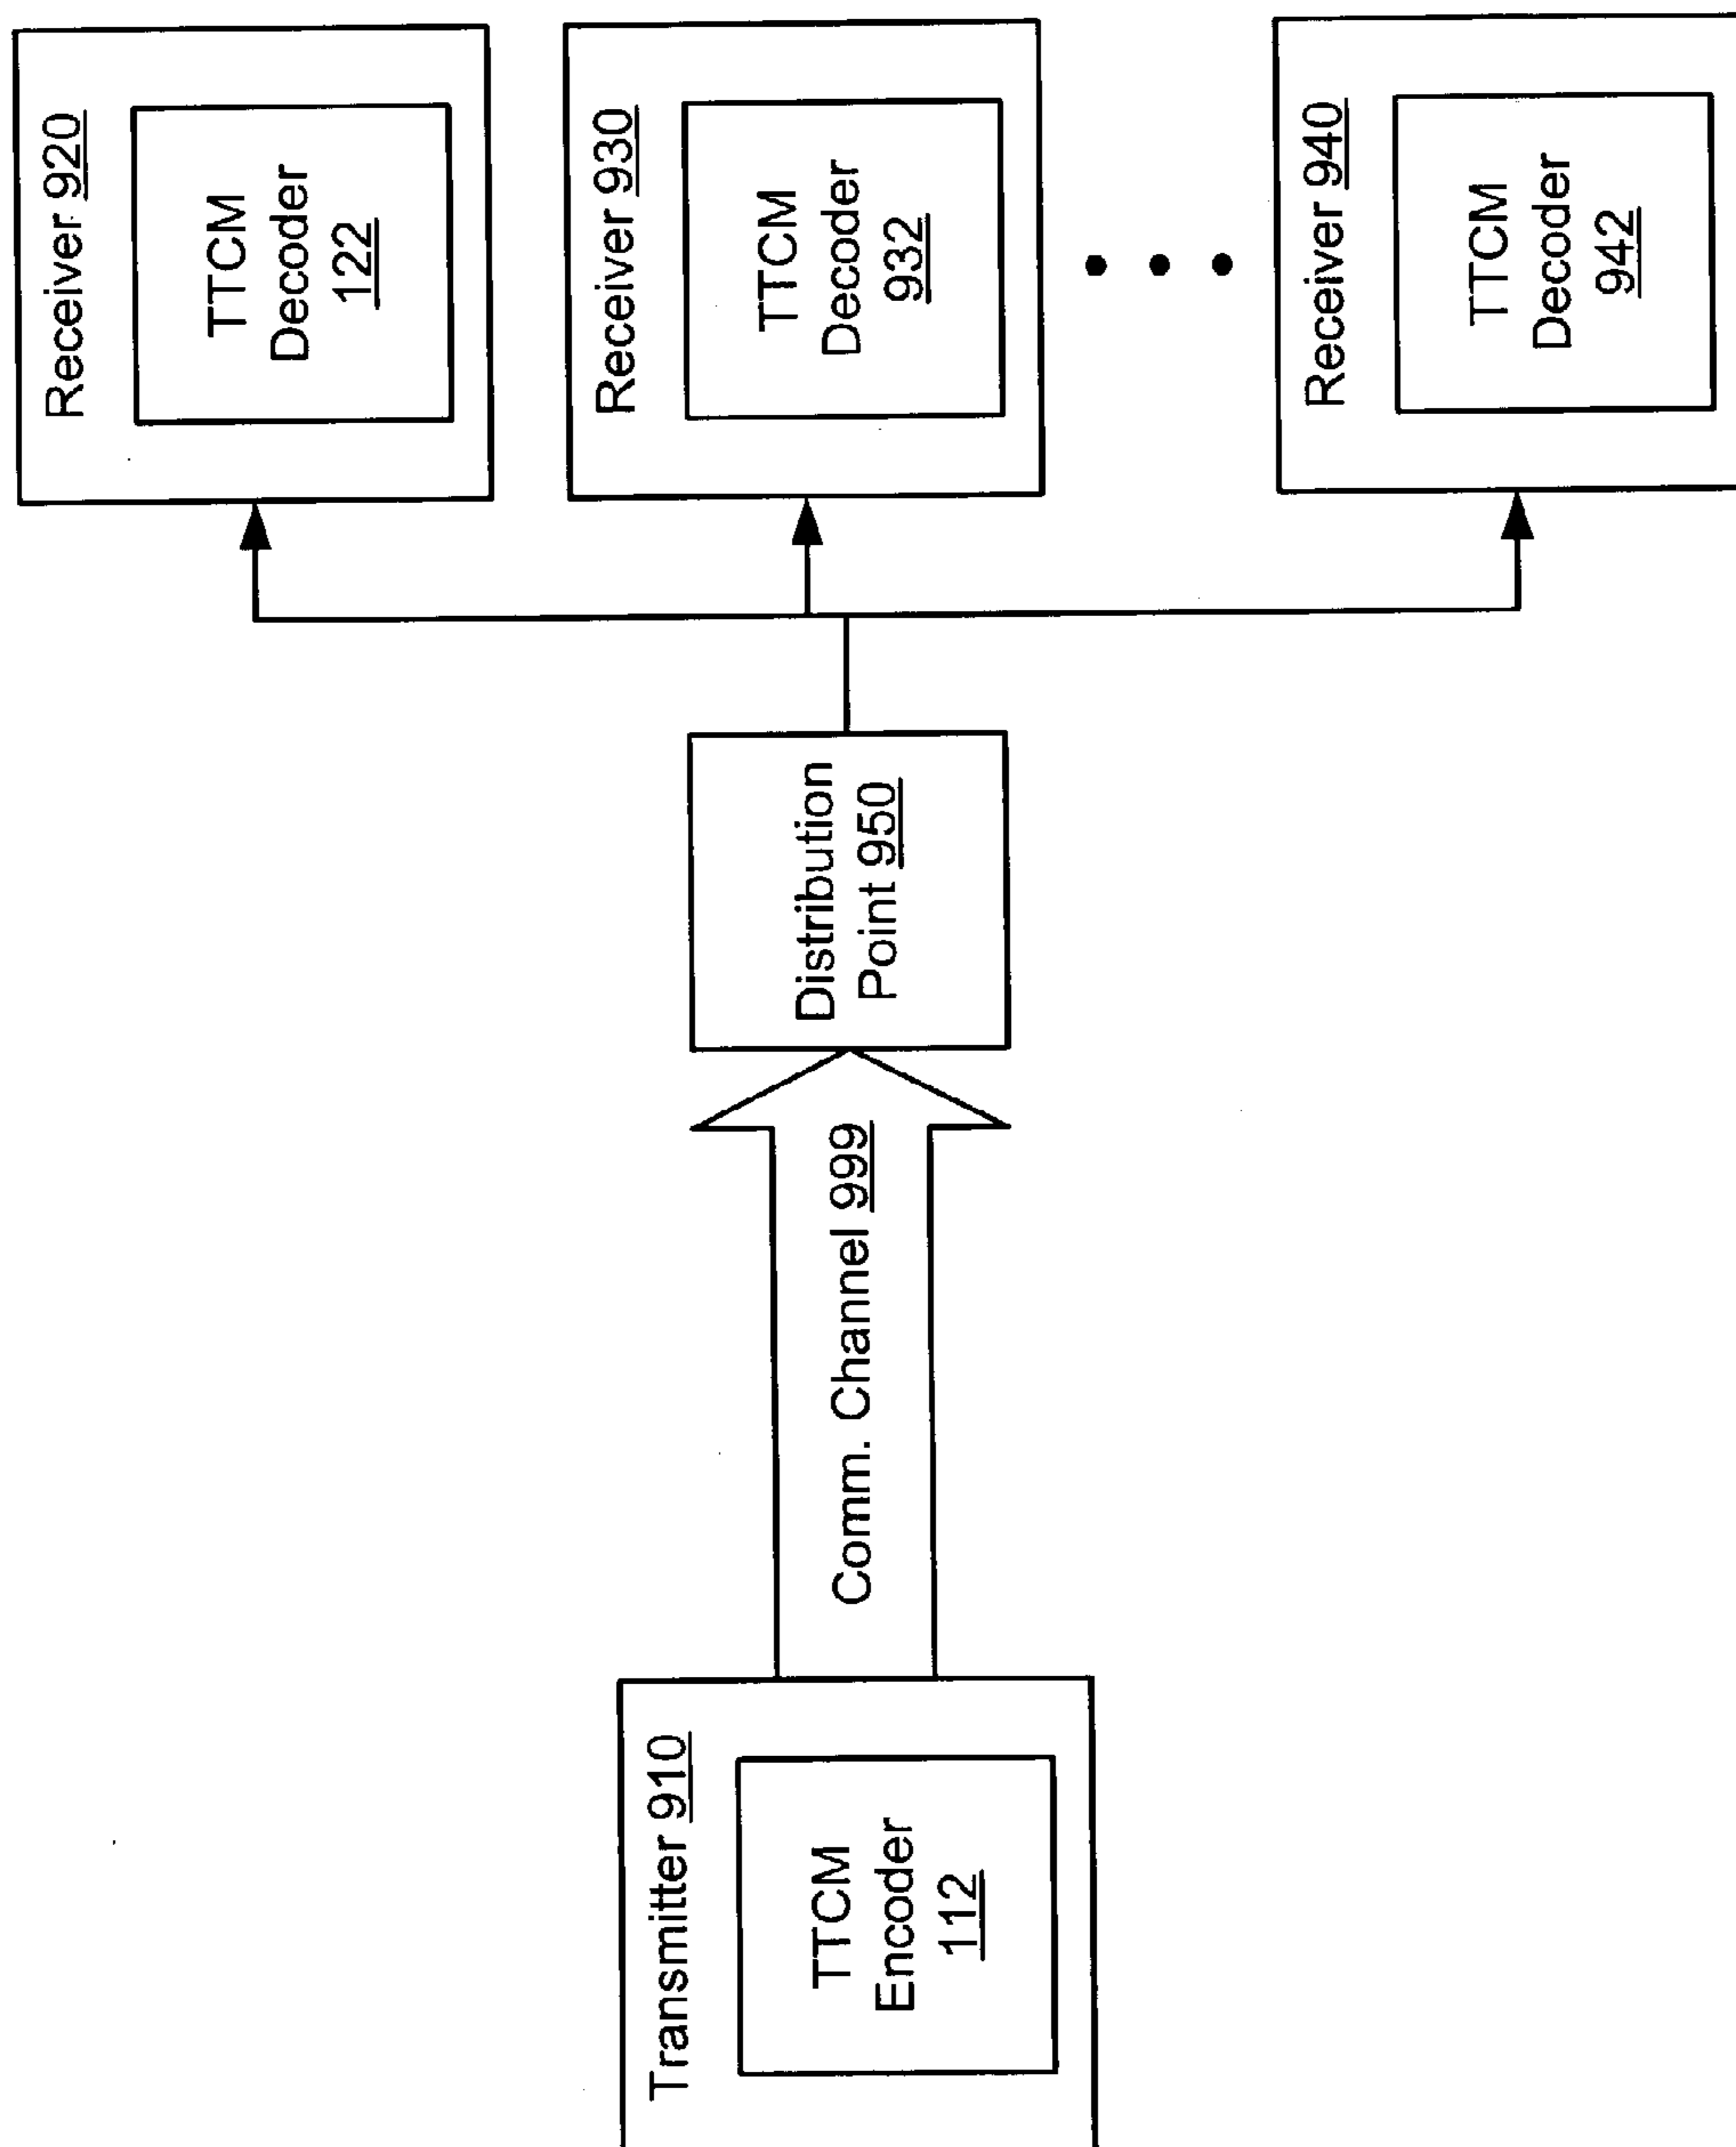 Transmitter 910
TTCM
Encoder
112
Comm. Channel 999
Distribution
Point 950
Receiver 920
TTCM
Decoder
122
Receiver 930
TTCM
Decoder
932
Receiver 940
TTCM
Decoder
942